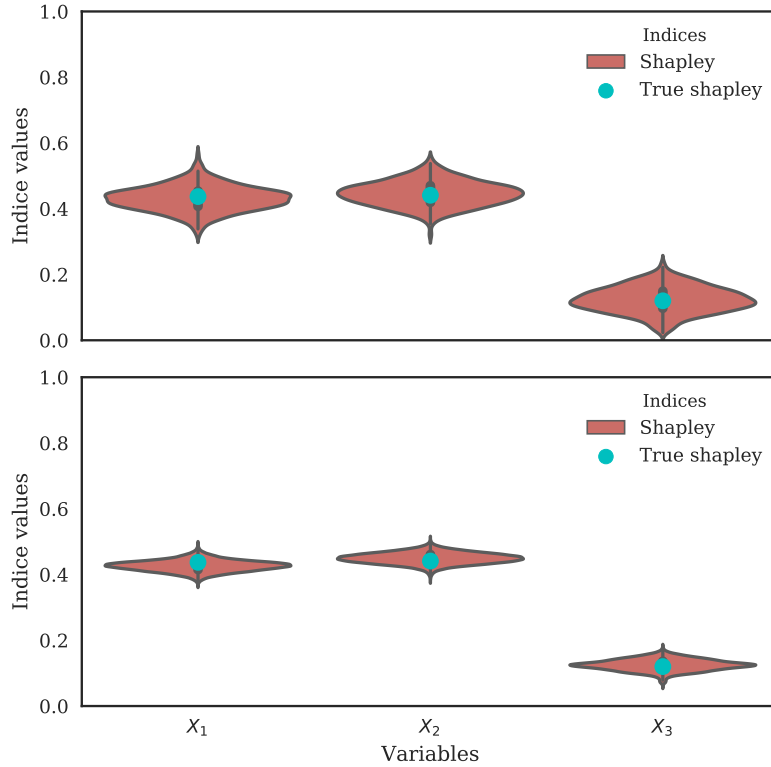 1.0
0.8
0.6
0.4
0.2
0.0
Indice values
Indices
Shapley
True shapley
1.0
0.8
0.6
0.4
0.2
0.0
Indice values
Indices
Shapley
True shapley
X₁ X₂ X₃
Variables